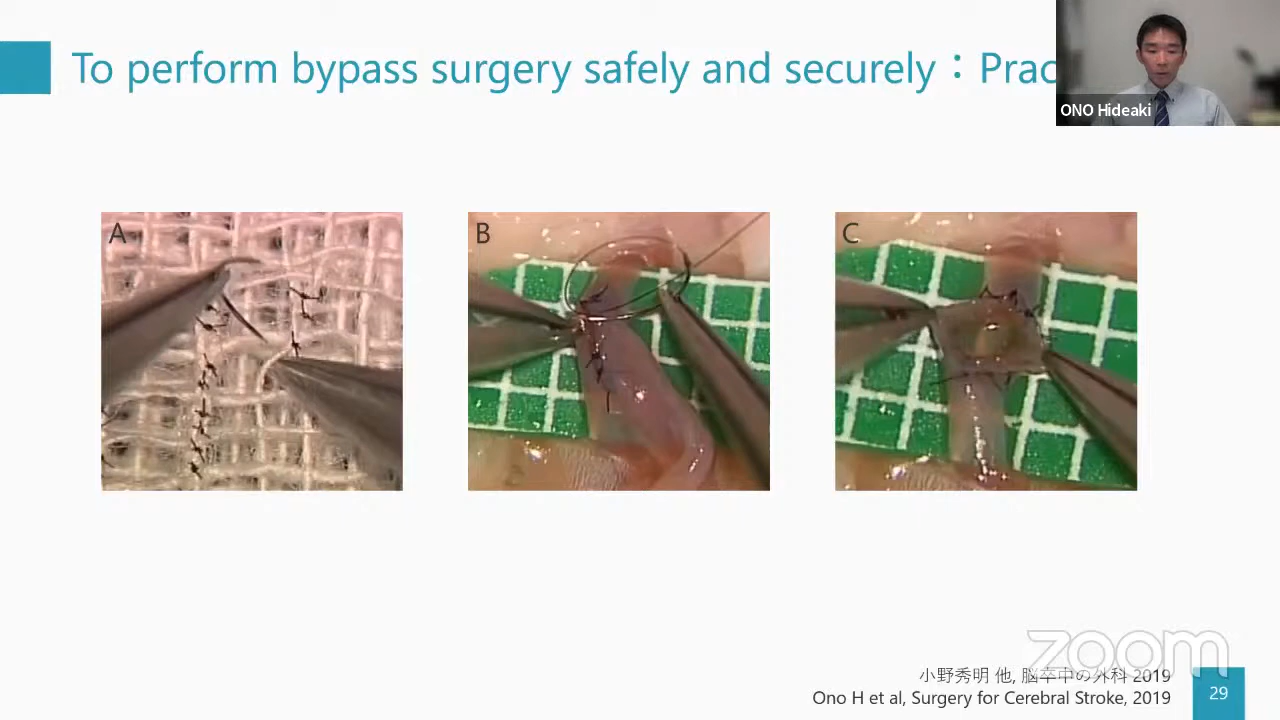 To perform bypass surgery safely and securely：Prac
ONO Hideaki
A
B
C
zoom
小野秀明 他, 脳卒中の外科 2019
Ono H et al, Surgery for Cerebral Stroke, 2019
29